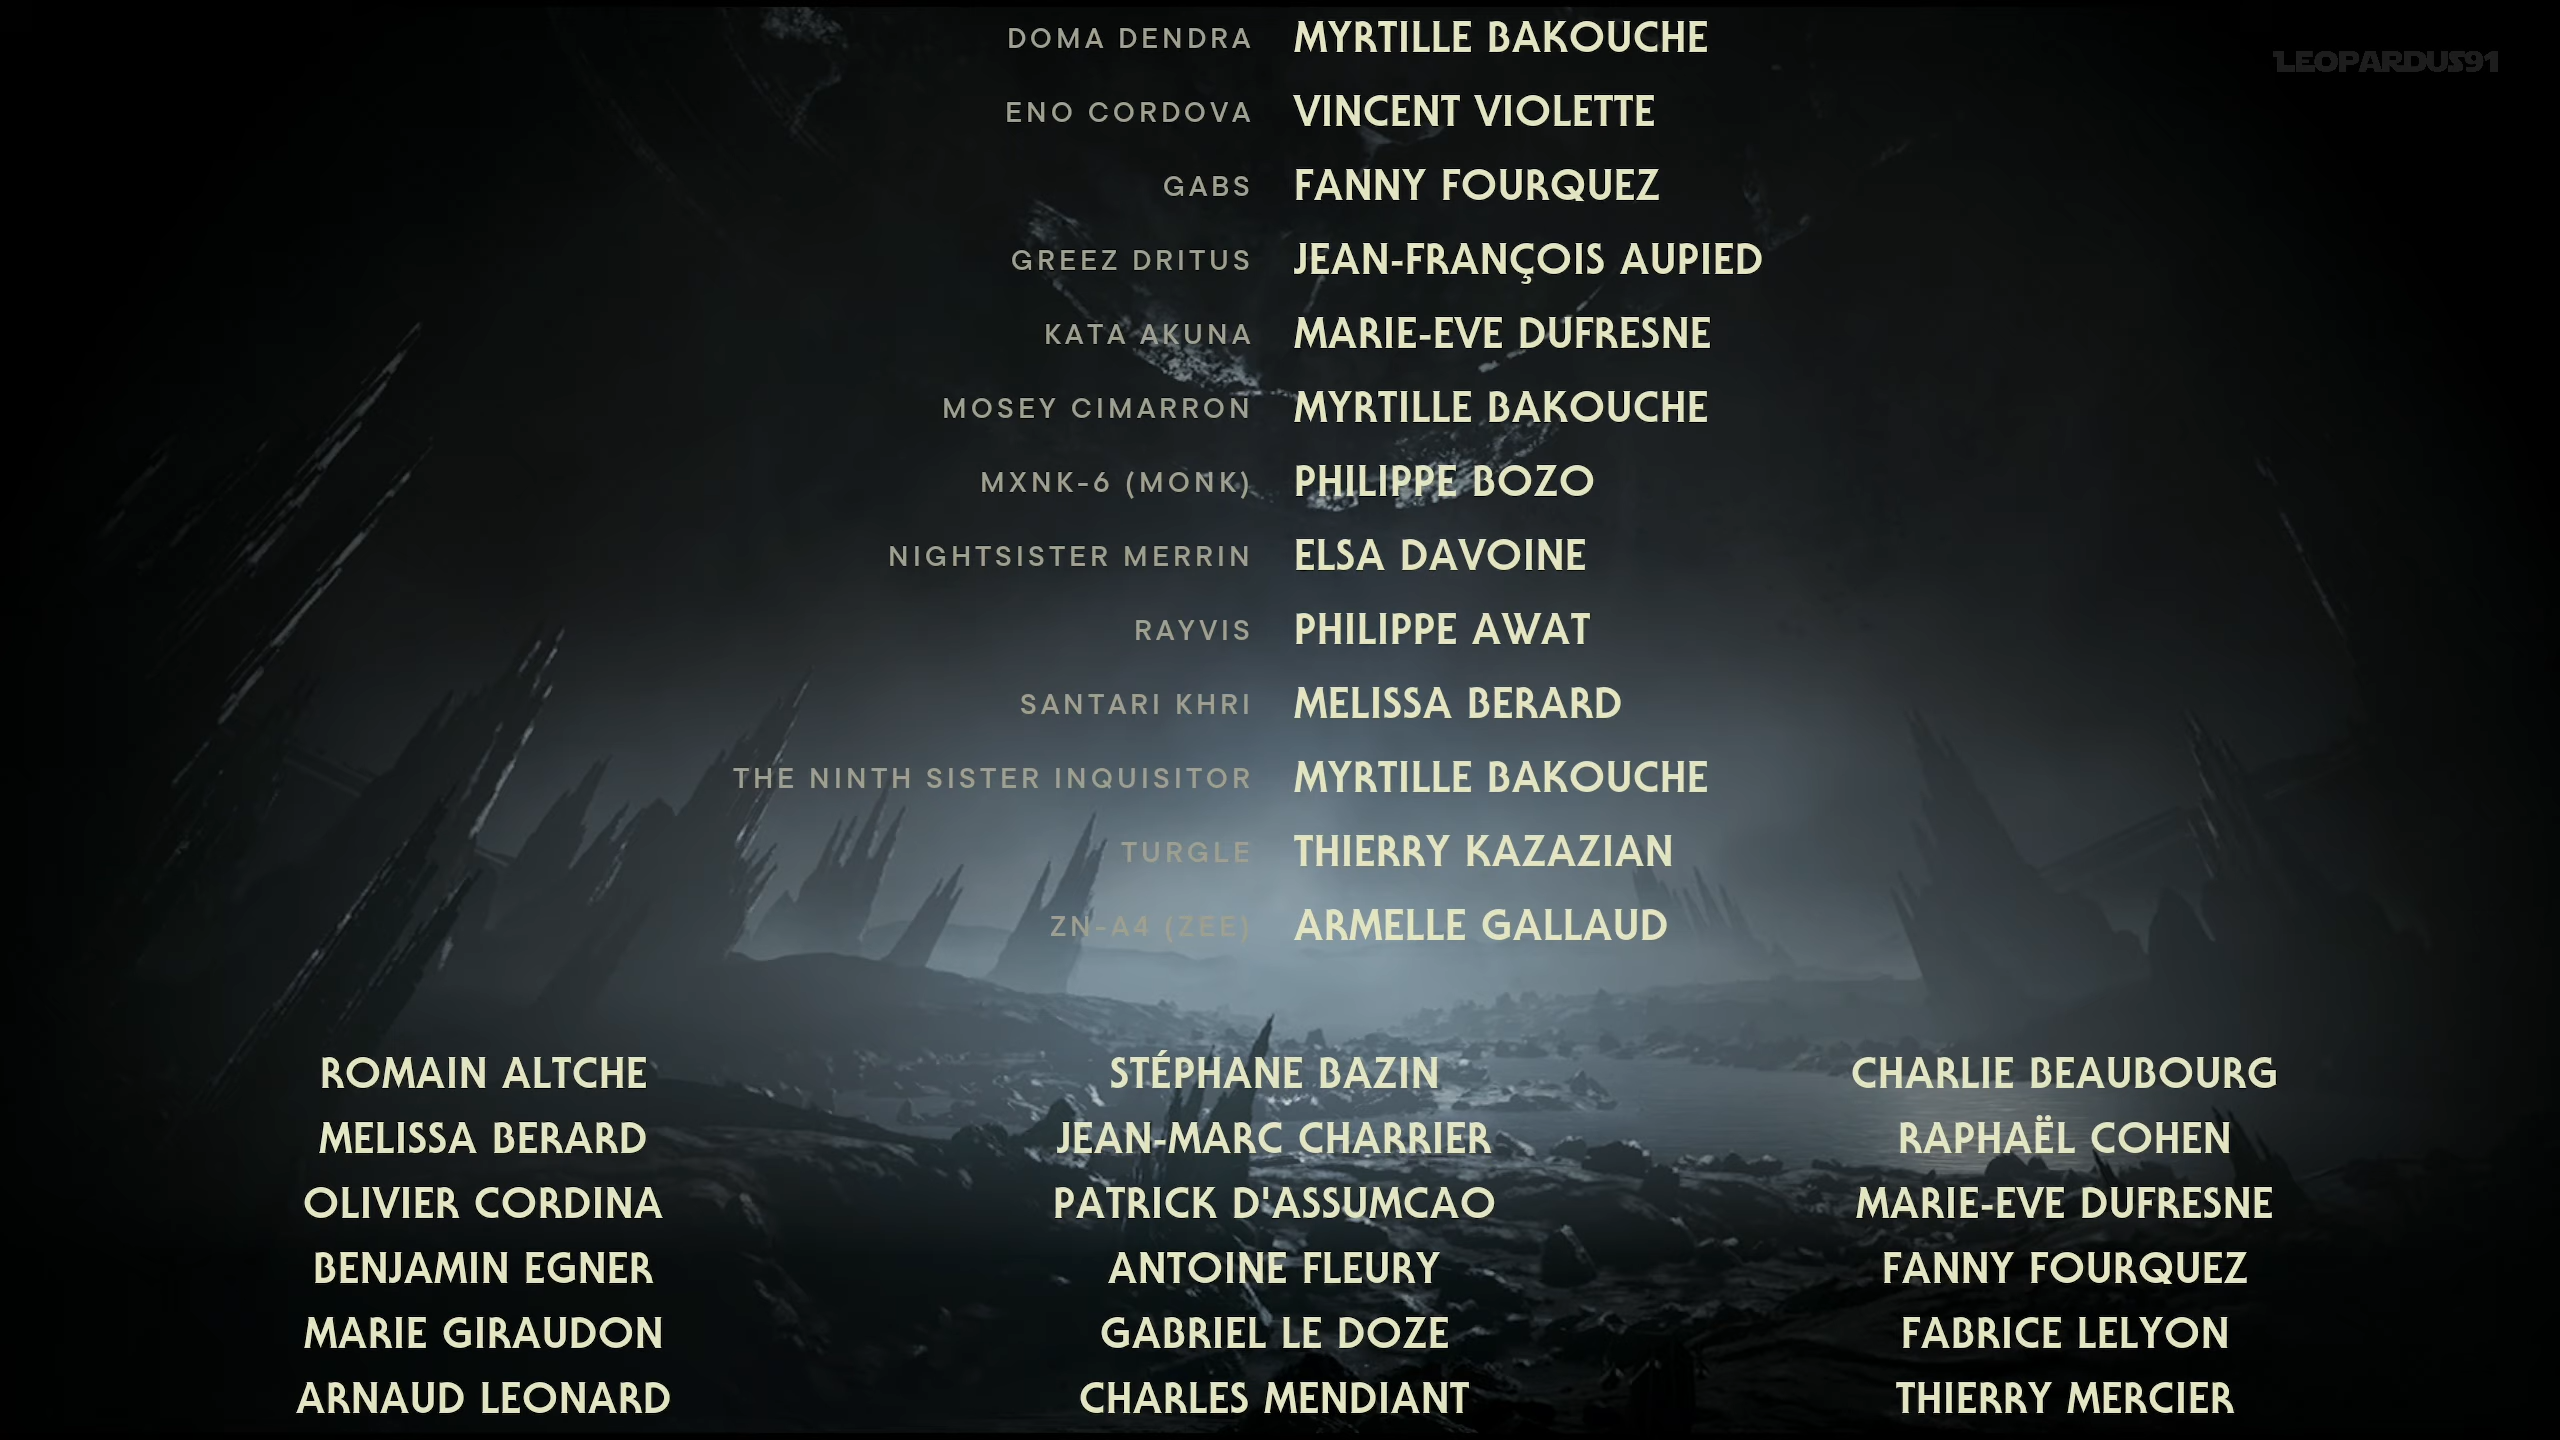 LEOPARDUS91
DOMA DENDRA MYRTILLE BAKOUCHE
ENO CORDOVA VINCENT VIOLETTE
GABS FANNY FOURQUEZ
GREEZ DRITUS JEAN-FRANÇOIS AUPIED
KATA AKUNA MARIE-EVE DUFRESNE
MOSEY CIMARRON MYRTILLE BAKOUCHE
MXNK-6 (MONK) PHILIPPE BOZO
NIGHTSISTER MERRIN ELSA DAVOINE
RAYVIS PHILIPPE AWAT
SANTARI KHRI MELISSA BERARD
THE NINTH SISTER INQUISITOR MYRTILLE BAKOUCHE
TURGLE THIERRY KAZAZIAN
ZN-A4 (ZEE) ARMELLE GALLAUD
ROMAIN ALTCHE STÉPHANE BAZIN CHARLIE BEAUBOURG
MELISSA BERARD JEAN-MARC CHARRIER RAPHAËL COHEN
OLIVIER CORDINA PATRICK D'ASSUMCAO MARIE-EVE DUFRESNE
BENJAMIN EGNER ANTOINE FLEURY FANNY FOURQUEZ
MARIE GIRAUDON GABRIEL LE DOZE FABRICE LELYON
ARNAUD LEONARD CHARLES MENDIANT THIERRY MERCIER